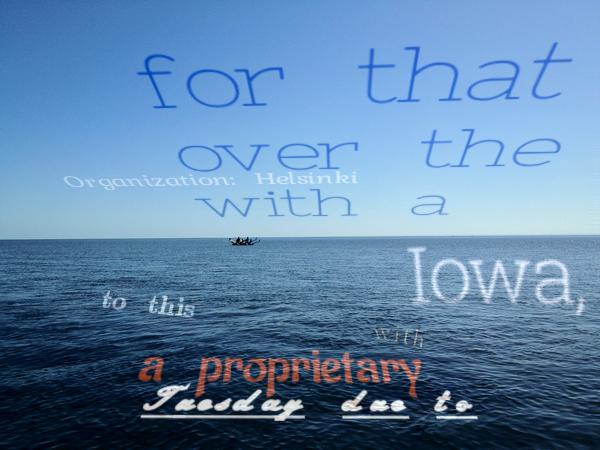 for that
over the
Organization: Helsinki
with a
Iowa,
to this
with
a proprietary
Tuesday due to